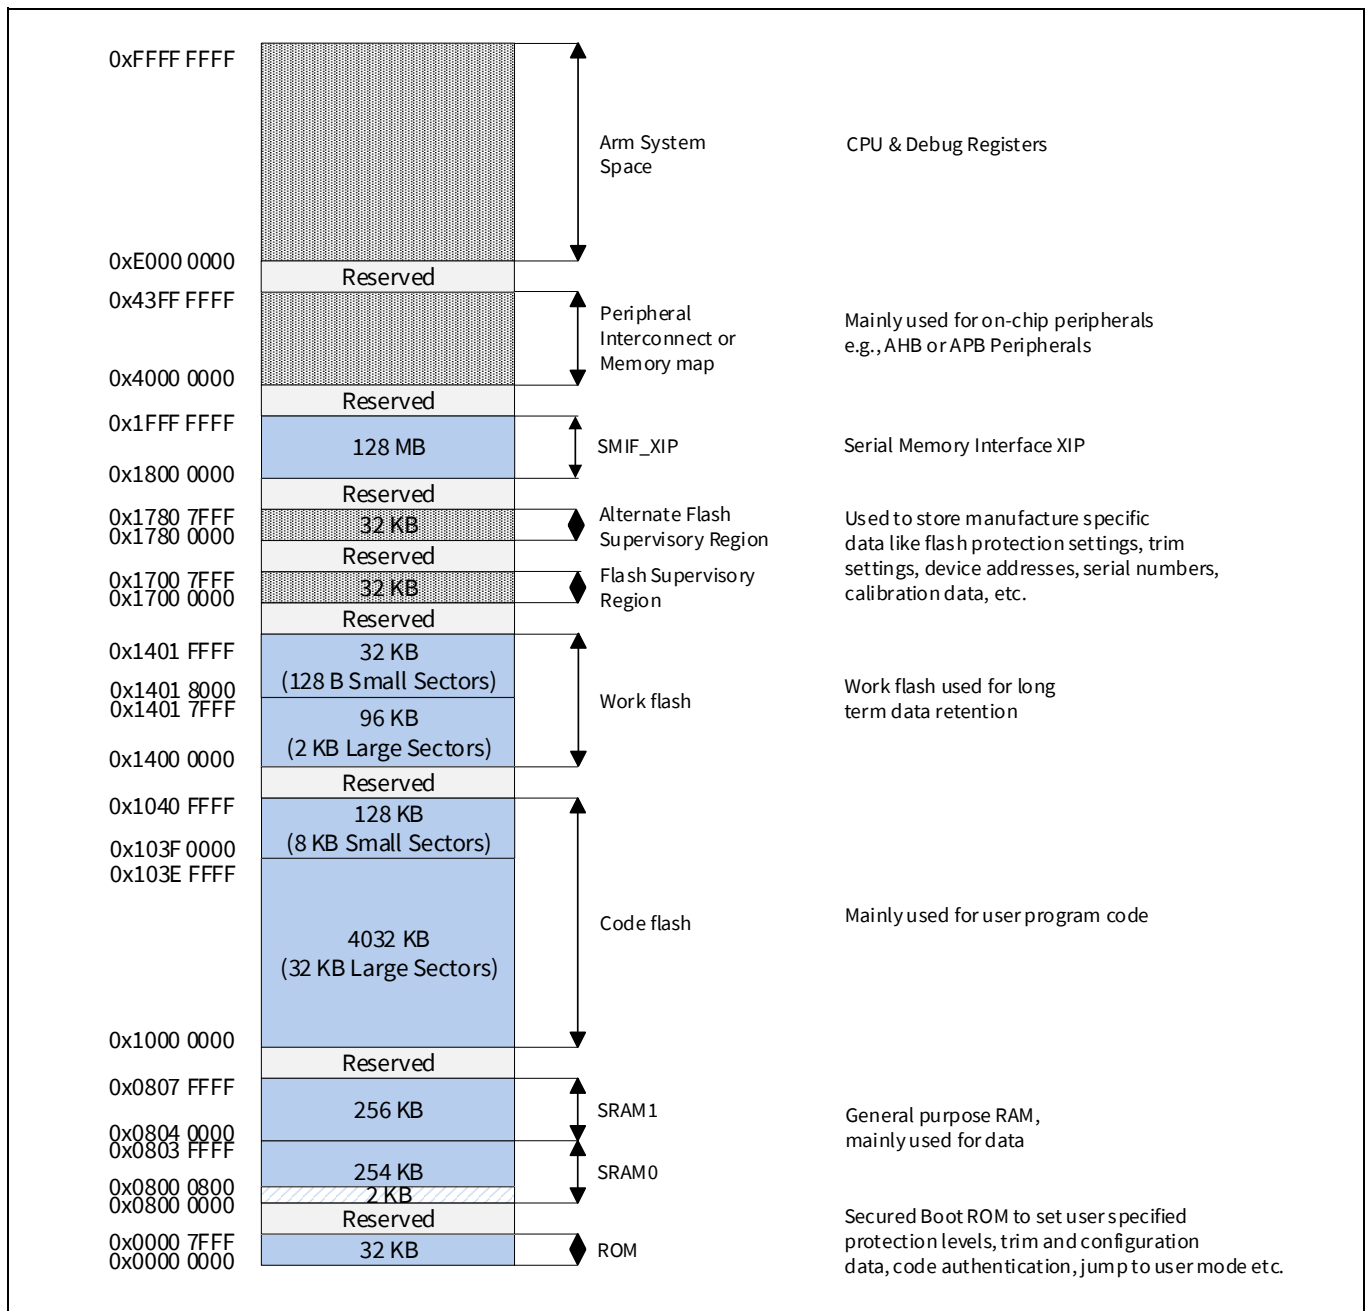 0xFFFF FFFF
Arm System
Space
CPU & Debug Registers
0xE000 0000
Reserved
0x43FF FFFF
Peripheral
Interconnect or
Memory map
Mainly used for on-chip peripherals
e.g., AHB or APB Peripherals
0x4000 0000
Reserved
0x1FFF FFFF
128 MB
SMIF_XIP
Serial Memory Interface XIP
0x1800 0000
Reserved
0x1780 7FFF
32 KB
0x1780 0000
Alternate Flash
Supervisory Region
Used to store manufacture specific
data like flash protection settings, trim
settings, device addresses, serial numbers,
calibration data, etc.
Reserved
0x1700 7FFF
32 KB
0x1700 0000
Flash Supervisory
Region
Reserved
0x1401 FFFF
32 KB
(128 B Small Sectors)
0x1401 8000
0x1401 7FFF
96 KB
(2 KB Large Sectors)
0x1400 0000
Work flash
Work flash used for long
term data retention
Reserved
0x1040 FFFF
128 KB
(8 KB Small Sectors)
0x103F 0000
0x103E FFFF
4032 KB
(32 KB Large Sectors)
Code flash
Mainly used for user program code
0x1000 0000
Reserved
0x0807 FFFF
256 KB
SRAM1
0x0804 0000
General purpose RAM,
mainly used for data
0x0803 FFFF
254 KB
SRAM0
0x0800 0800
2 KB
0x0800 0000
Reserved
0x0000 7FFF
32 KB
0x0000 0000
ROM
Secured Boot ROM to set user specified
protection levels, trim and configuration
data, code authentication, jump to user mode etc.